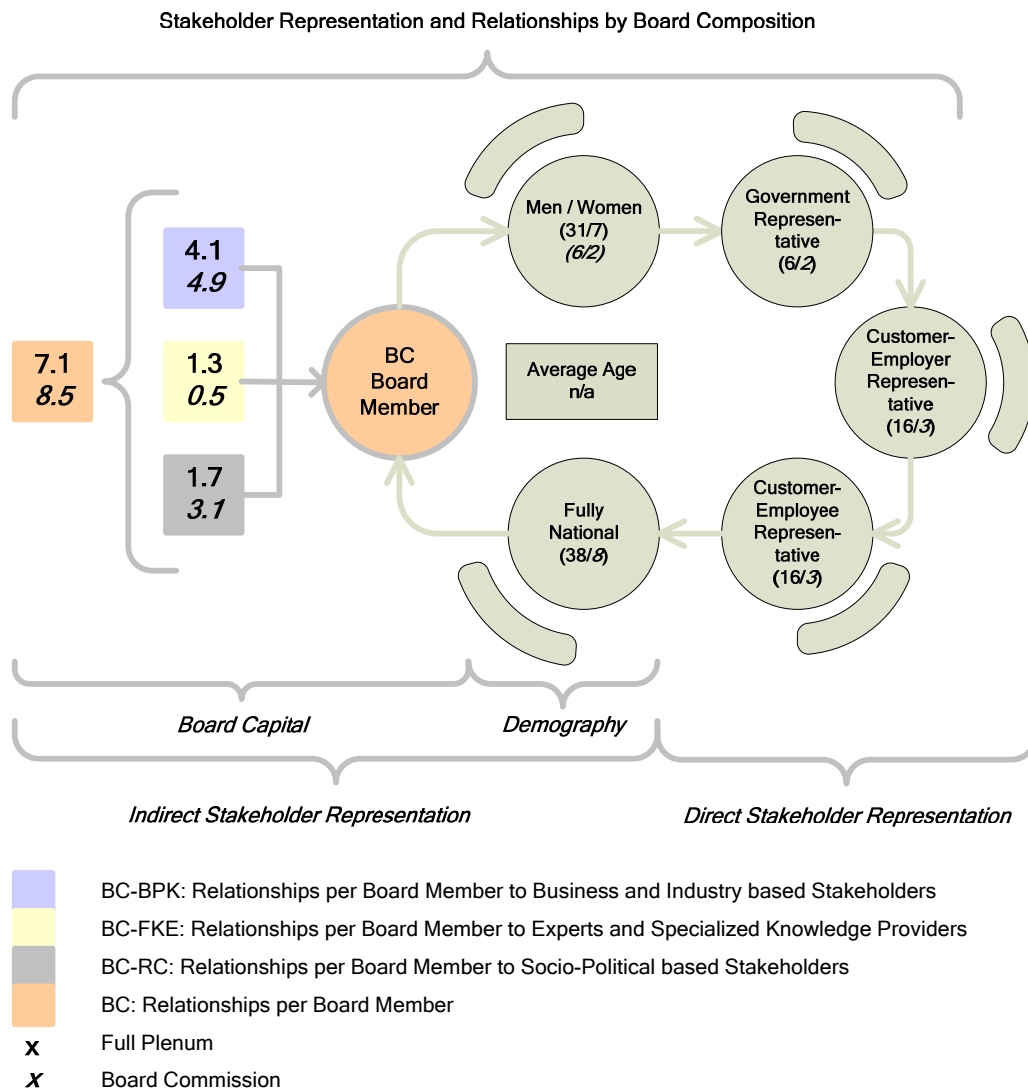 Stakeholder Representation and Relationships by Board Composition
Men / Women
(31/7)
(6/2)
Government
Represen-
tative
(6/2)
4.1
4.9
7.1
8.5
1.3
0.5
1.7
3.1
BC
Board
Member
Average Age
n/a
Customer-
Employer
Represen-
tative
(16/3)
Fully
National
(38/8)
Customer-
Employee
Represen-
tative
(16/3)
Board Capital
Demography
Indirect Stakeholder Representation
Direct Stakeholder Representation
BC-BPK: Relationships per Board Member to Business and Industry based Stakeholders
BC-FKE: Relationships per Board Member to Experts and Specialized Knowledge Providers
BC-RC: Relationships per Board Member to Socio-Political based Stakeholders
BC: Relationships per Board Member
x Full Plenum
x Board Commission